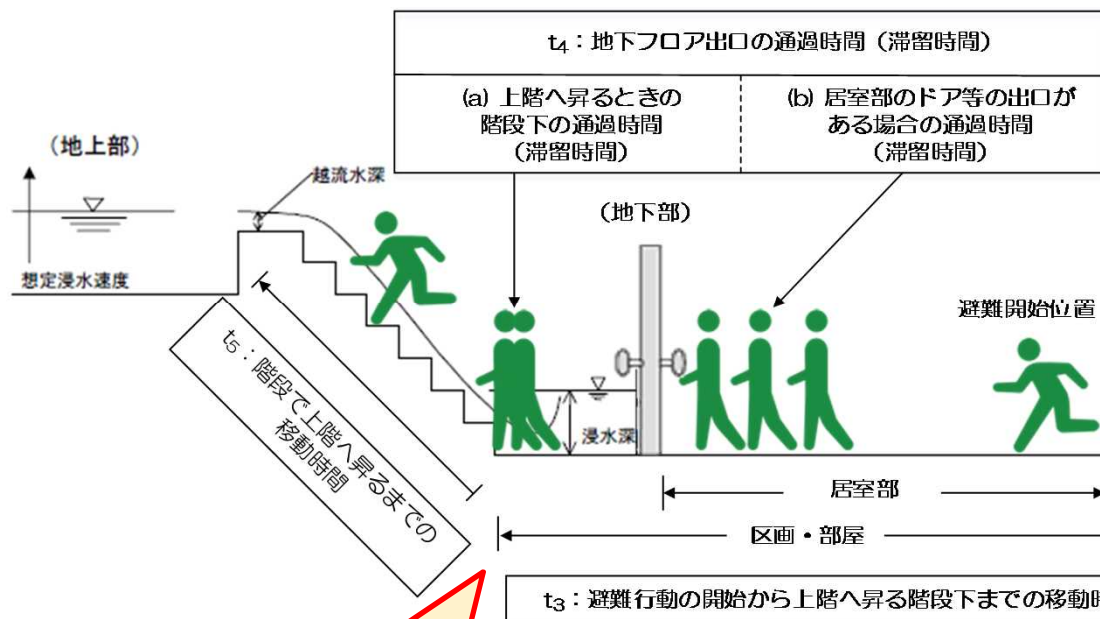 t₄：地下フロア出口の通過時間（滞留時間）
(a) 上階へ昇るときの
階段下の通過時間
（滞留時間）
(b) 居室部のドア等の出口が
ある場合の通過時間
（滞留時間）
（地上部）
越流水深
（地下部）
想定浸水速度
避難開始位置
t₅：階段で上階へ昇るまでの
移動時間
浸水深
居室部
区画・部屋
t₃：避難行動の開始から上階へ昇る階段下までの移動時